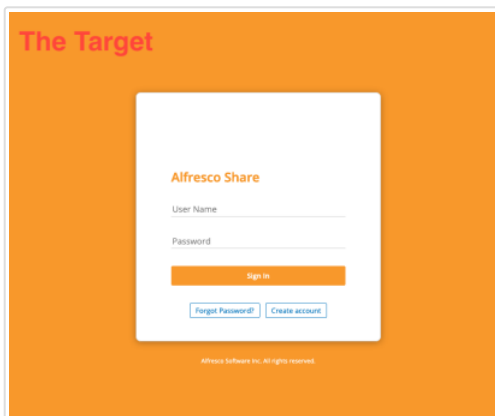 The Target
Alfresco Share
User Name
Password
Sign In
Forgot Password? Create account
Alfresco Software Inc. All rights reserved.